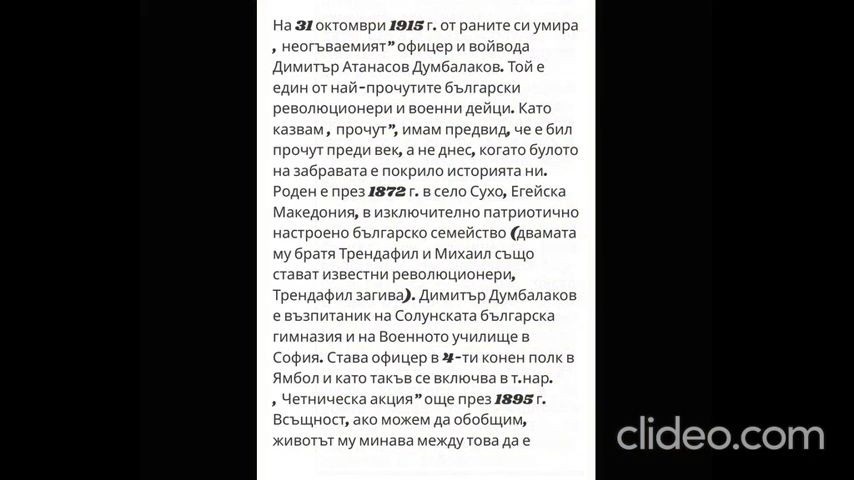 На 31 октомври 1915 г. от раните си умира
, неогъваемият” офицер и войвода
Димитър Атанасов Думбалаков. Той е
един от най-прочутите български
революционери и военни дейци. Като
казвам , прочут”, имам предвид, че е бил
прочут преди век, а не днес, когато булото
на забравата е покрило историята ни.
Роден е през 1872 г. в село Сухо, Егейска
Македония, в изключително патриотично
настроено българско семейство (двамата
му братя Трендафил и Михаил също
стават известни революционери,
Трендафил загива). Димитър Думбалаков
е възпитаник на Солунската българска
гимназия и на Военното училище в
София. Става офицер в 4-ти конен полк в
Ямбол и като такъв се включва в т.нар.
, Четническа акция” още през 1895 г.
Всъщност, ако можем да обобщим,
животът му минава между това да е
clideo.com